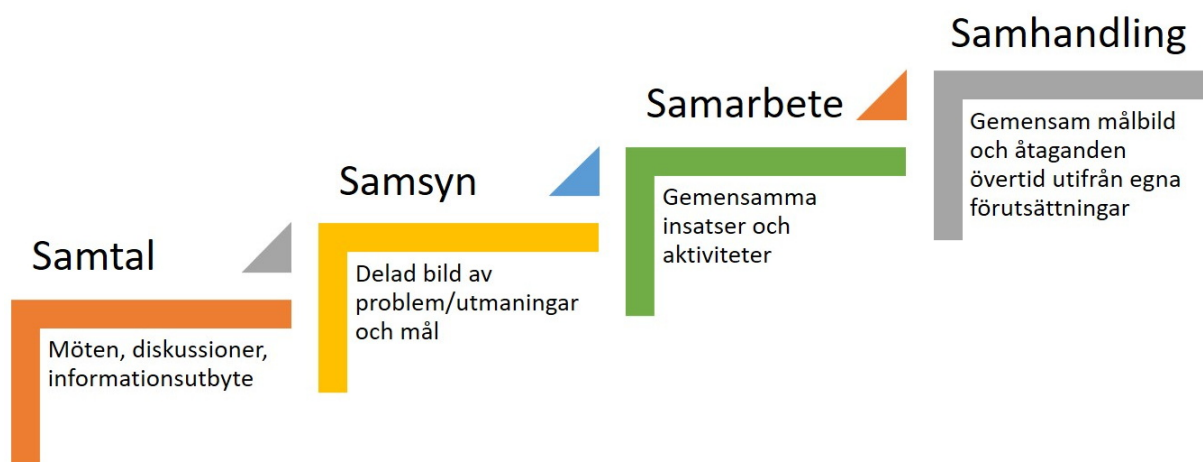 Samtal
Möten, diskussioner,
informationsutbyte
Samsyn
Delad bild av
problem/utmaningar
och mål
Samarbete
Gemensamma
insatser och
aktiviteter
Samhandling
Gemensam målbild
och åtaganden
övertid utifrån egna
förutsättningar